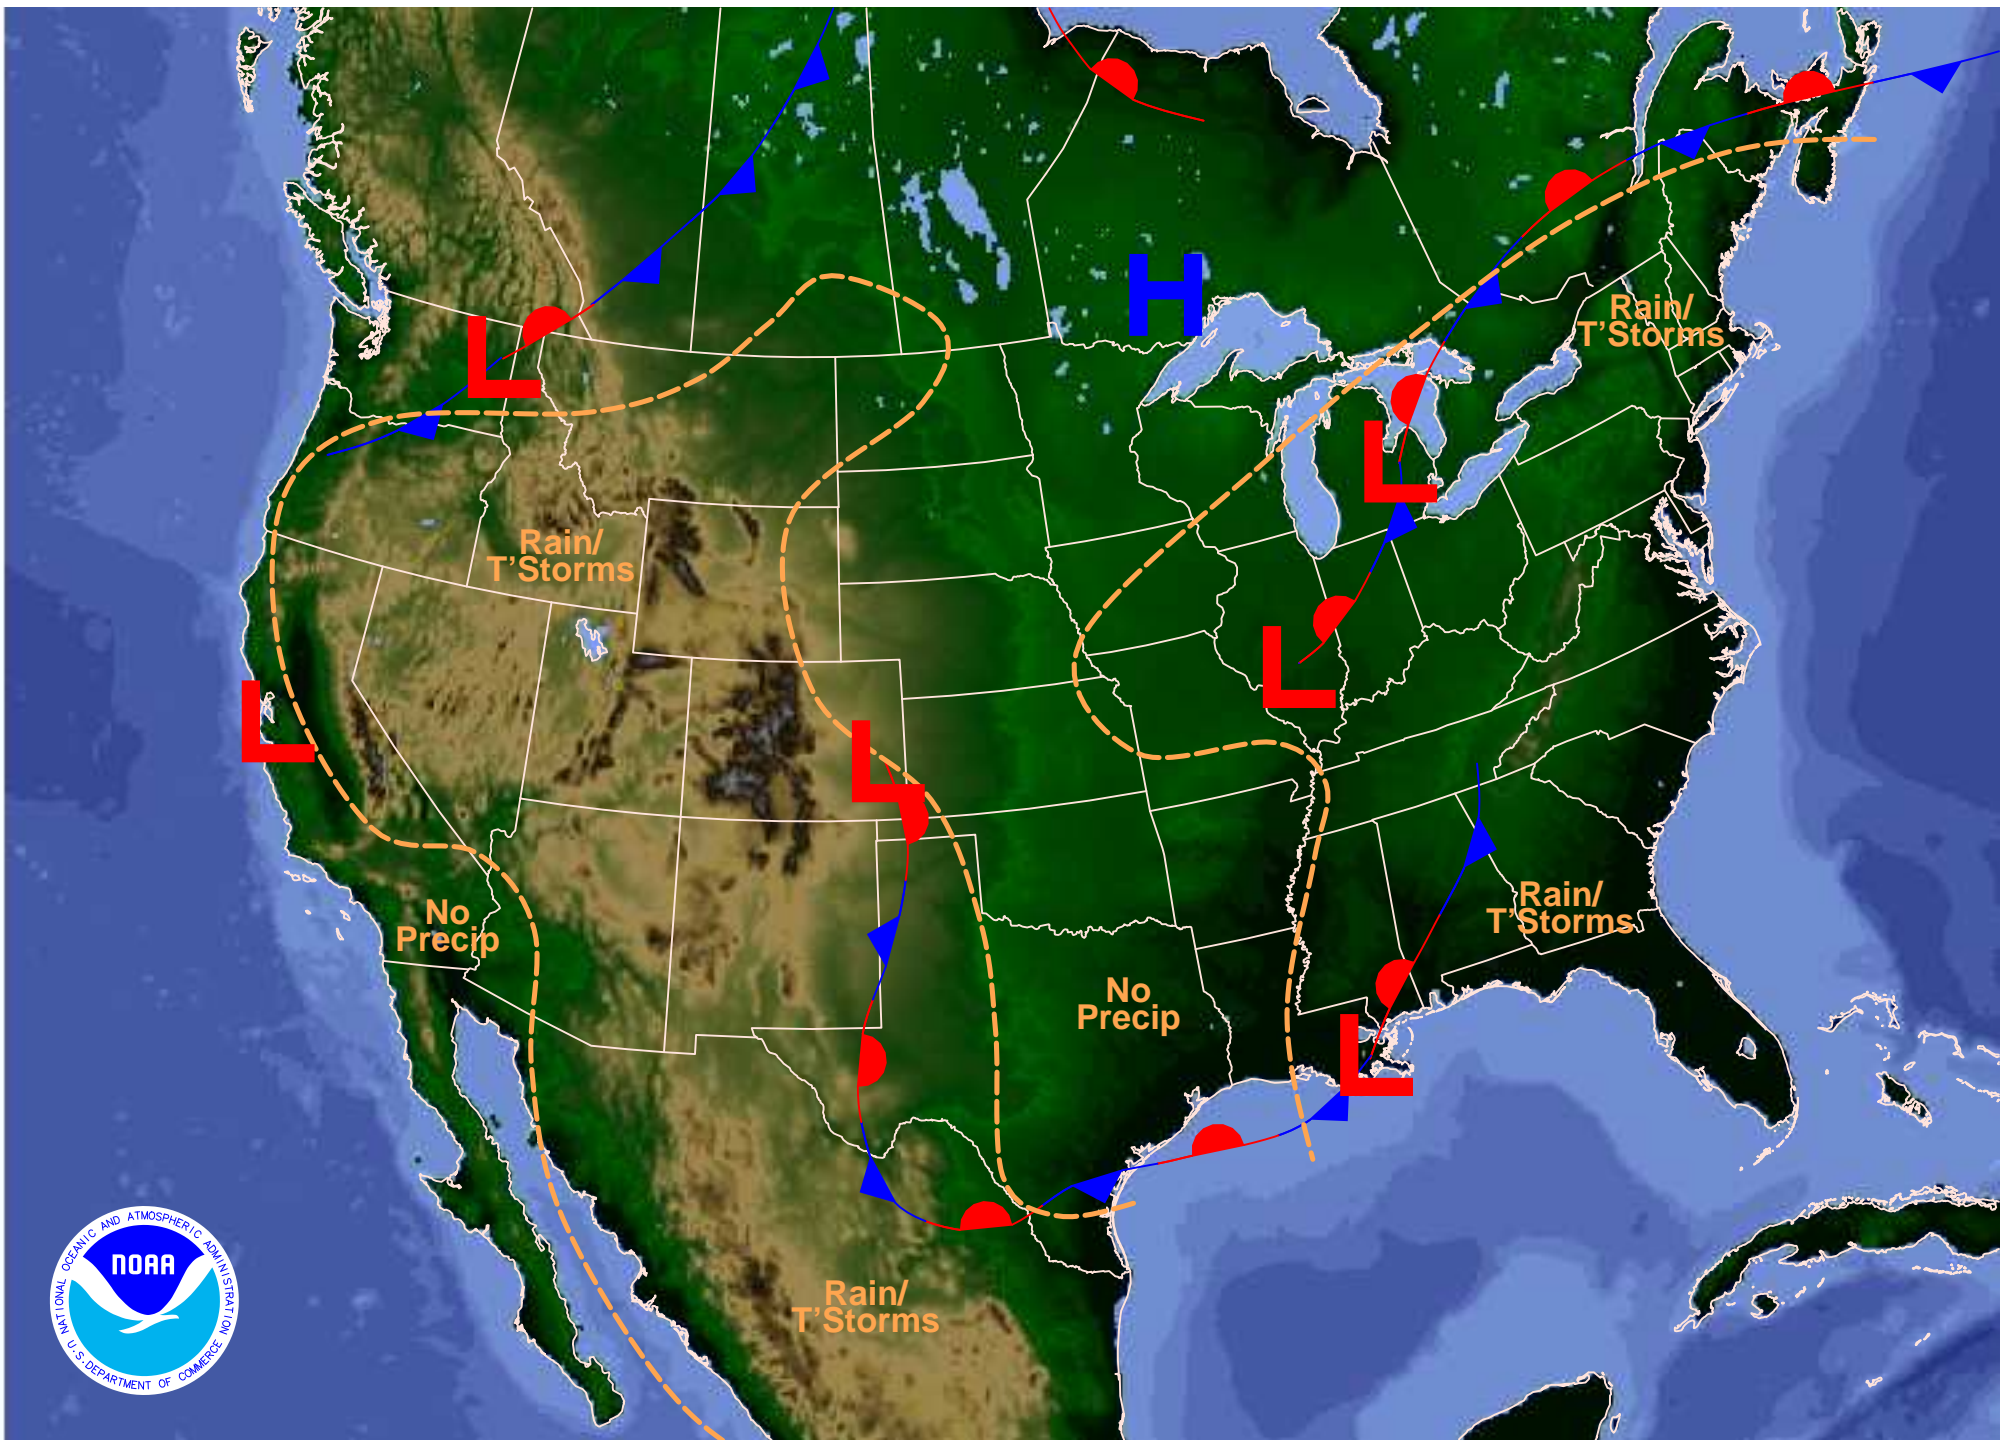 H
Rain/
T'Storms
L
L
Rain/
T'Storms
L
L
L
Rain/
T'Storms
No
Precip
No
Precip
L
Rain/
T'Storms
NATIONAL OCEANIC AND ATMOSPHERIC ADMINISTRATION
NOAA
U.S. DEPARTMENT OF COMMERCE